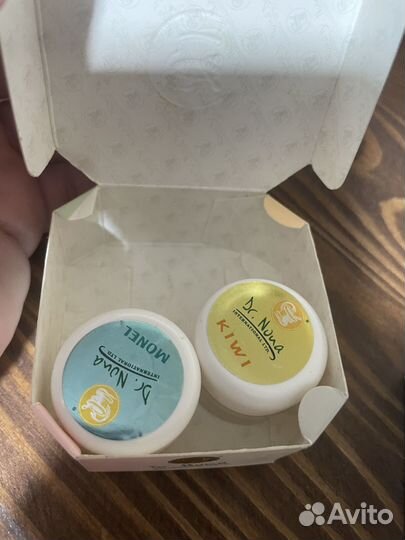 Dr. Nona
INTERNATIONAL LTD.
KIWI
MONEL
Dr. Nona
INTERNATIONAL LTD
Avito